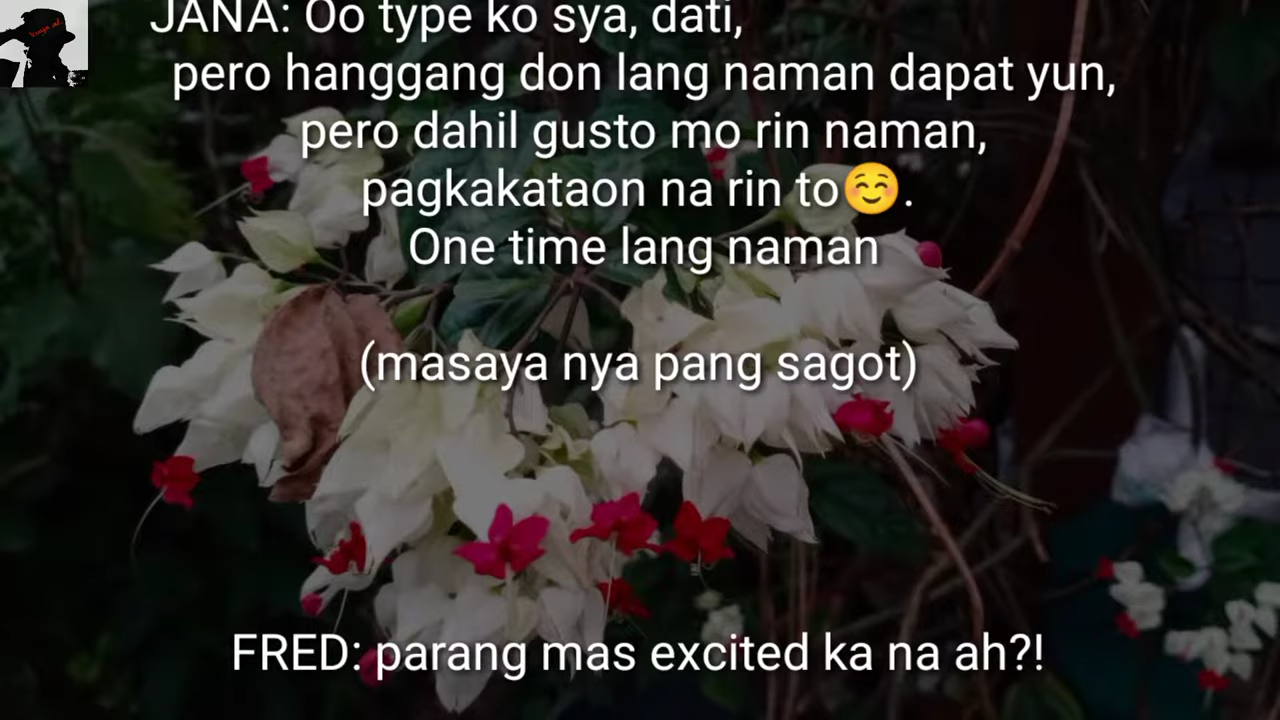 JANA: Oo type ko sya, dati,
pero hanggang don lang naman dapat yun,
pero dahil gusto mo rin naman,
pagkakataon na rin to☺️.
One time lang naman
(masaya nya pang sagot)
FRED: parang mas excited ka na ah?!